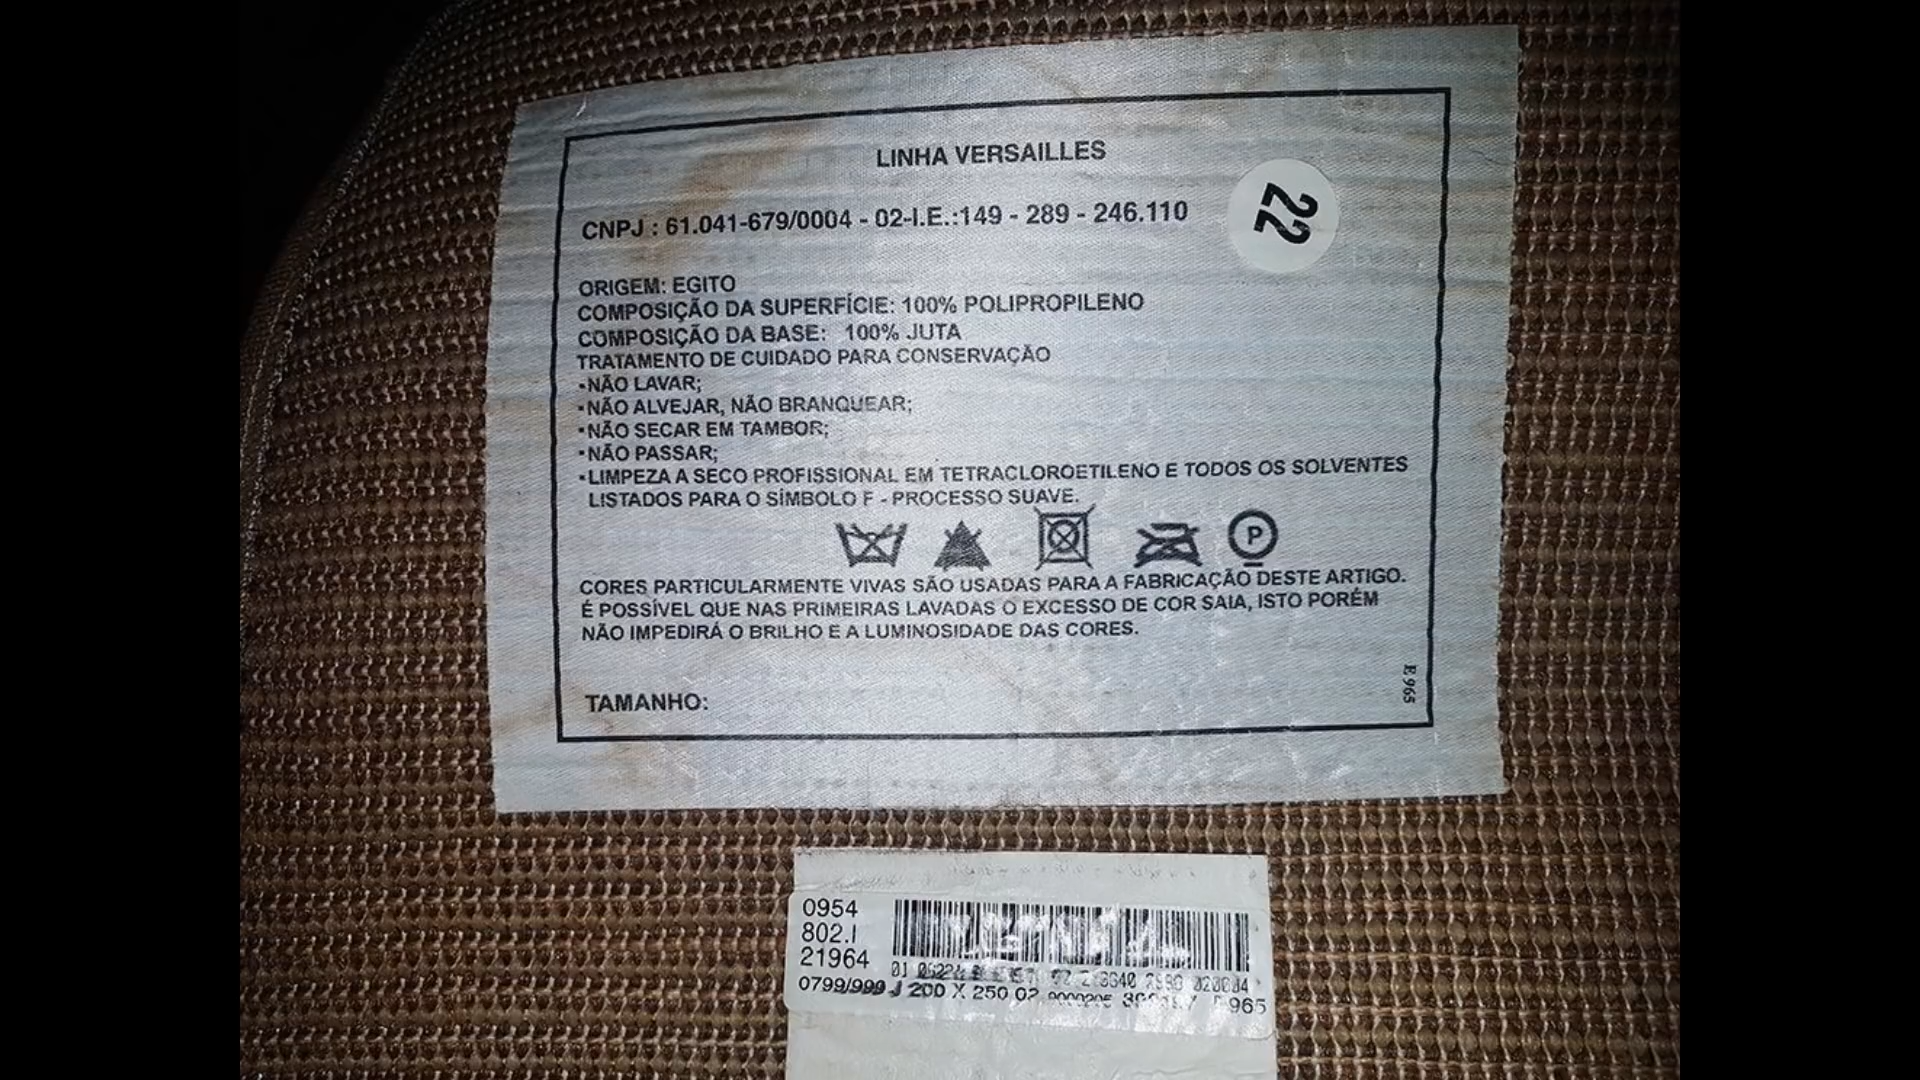 LINHA VERSAILLES
22
CNPJ : 61.041-679/0004 - 02-I.E.:149 - 289 - 246.110
ORIGEM: EGITO
COMPOSIÇÃO DA SUPERFÍCIE: 100% POLIPROPILENO
COMPOSIÇÃO DA BASE: 100% JUTA
TRATAMENTO DE CUIDADO PARA CONSERVAÇÃO
•NÃO LAVAR;
•NÃO ALVEJAR, NÃO BRANQUEAR;
•NÃO SECAR EM TAMBOR;
•NÃO PASSAR;
•LIMPEZA A SECO PROFISSIONAL EM TETRACLOROETILENO E TODOS OS SOLVENTES
LISTADOS PARA O SÍMBOLO F - PROCESSO SUAVE.
P
CORES PARTICULARMENTE VIVAS SÃO USADAS PARA A FABRICAÇÃO DESTE ARTIGO.
É POSSÍVEL QUE NAS PRIMEIRAS LAVADAS O EXCESSO DE COR SAIA, ISTO PORÉM
NÃO IMPEDIRÁ O BRILHO E A LUMINOSIDADE DAS CORES.
E 965
TAMANHO:
0954
802.I
21964
01
0799/999 J 200 X 250 02 965